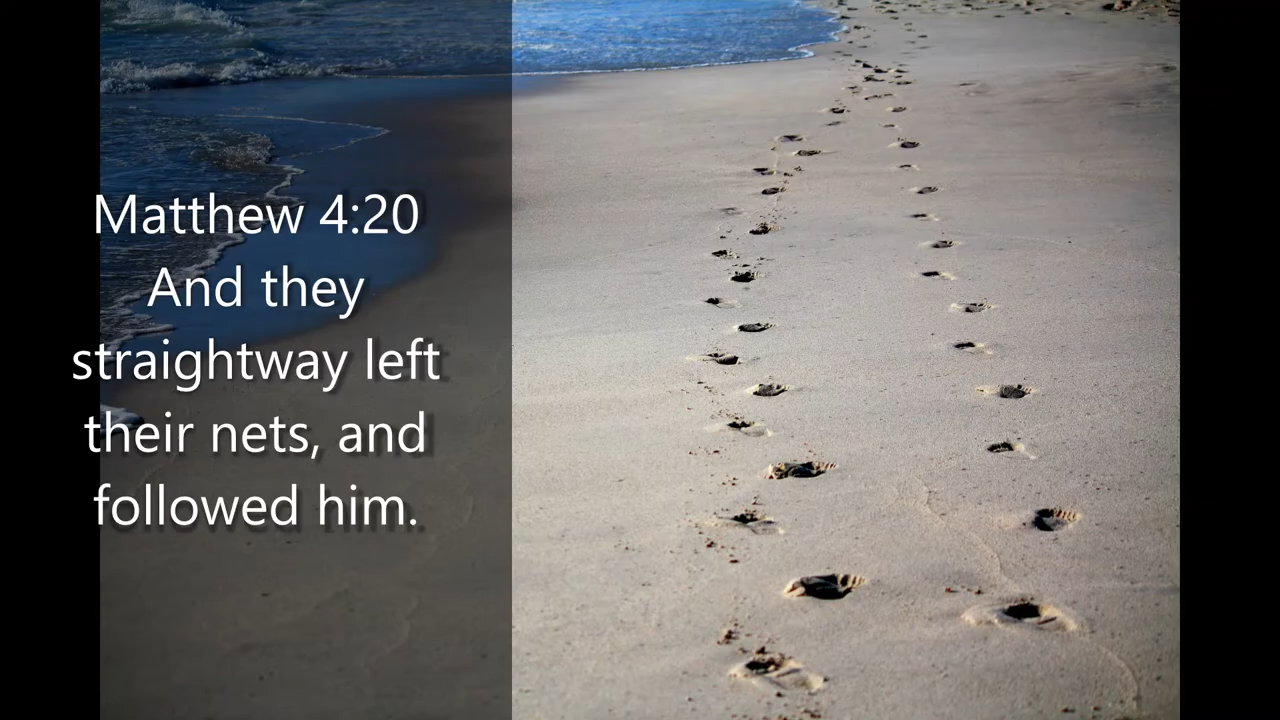 Matthew 4:20
And they
straightway left
their nets, and
followed him.